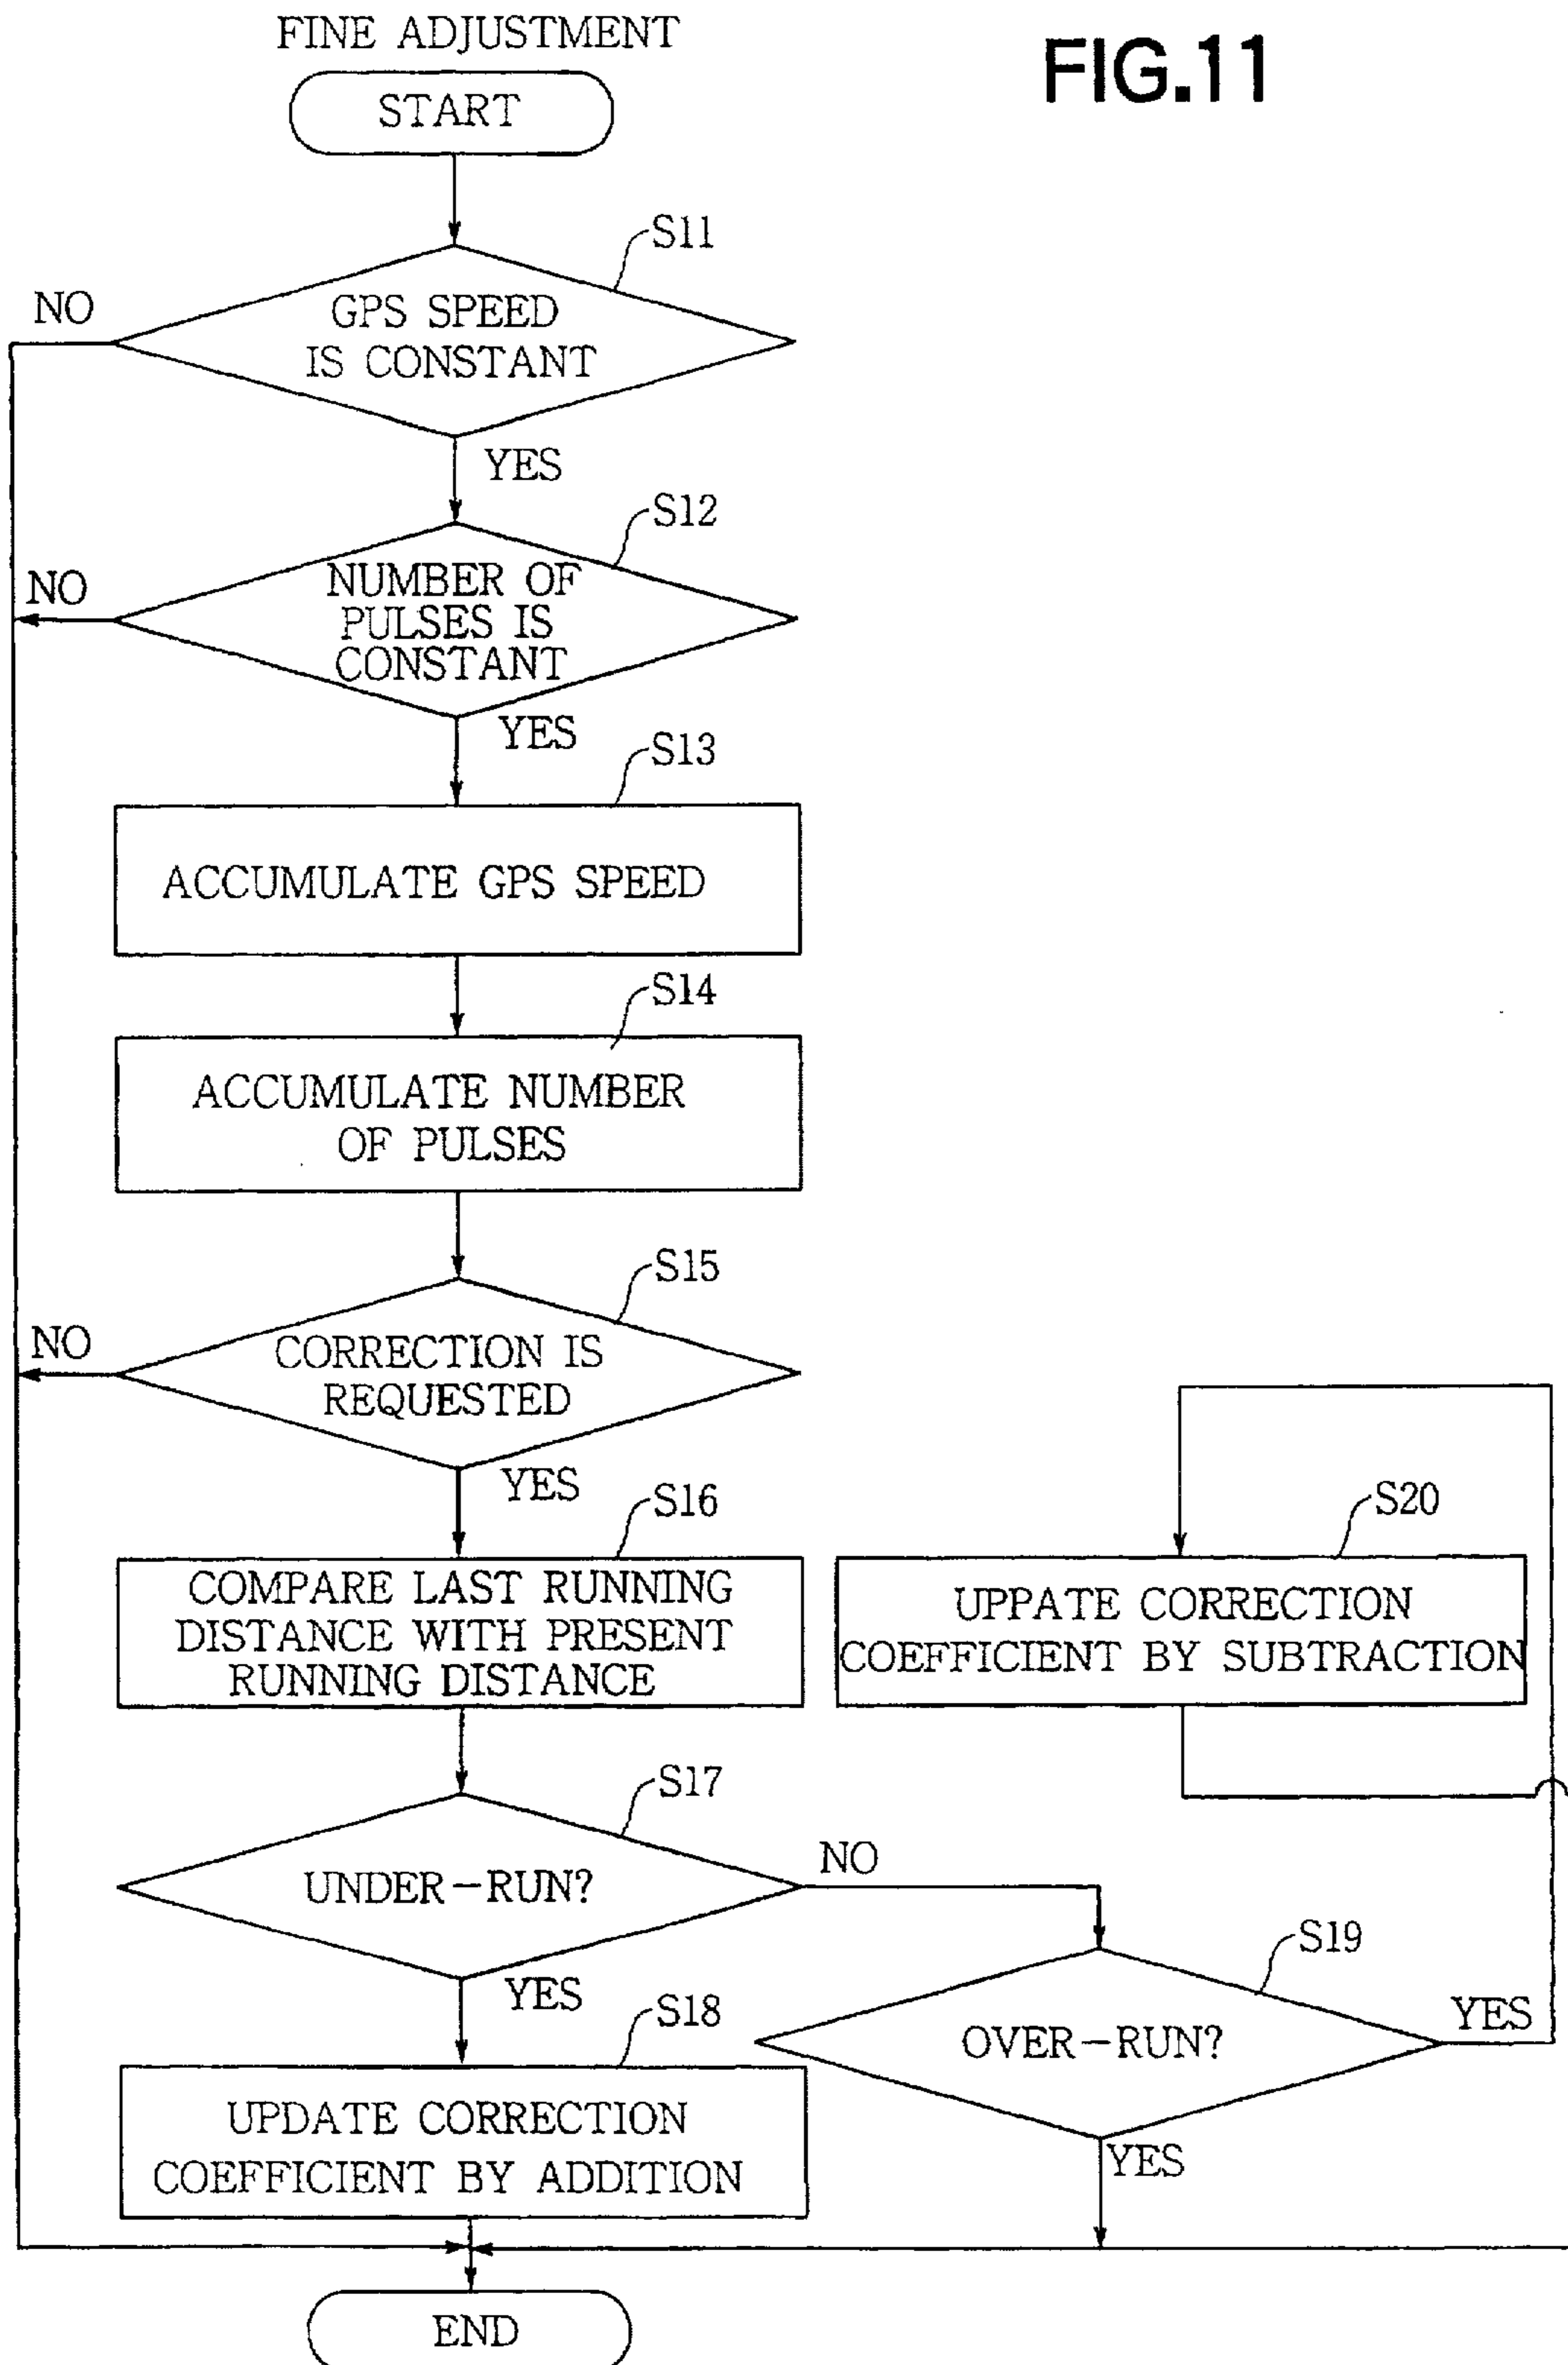 FINE ADJUSTMENT
FIG.11
START
S11
NO
GPS SPEED
IS CONSTANT
YES
S12
NO
NUMBER OF
PULSES IS
CONSTANT
YES
S13
ACCUMULATE GPS SPEED
S14
ACCUMULATE NUMBER
OF PULSES
S15
NO
CORRECTION IS
REQUESTED
YES
S16
COMPARE LAST RUNNING
DISTANCE WITH PRESENT
RUNNING DISTANCE
S20
UPPATE CORRECTION
COEFFICIENT BY SUBTRACTION
S17
UNDER-RUN?
NO
YES
S19
OVER-RUN?
YES
YES
S18
UPDATE CORRECTION
COEFFICIENT BY ADDITION
END